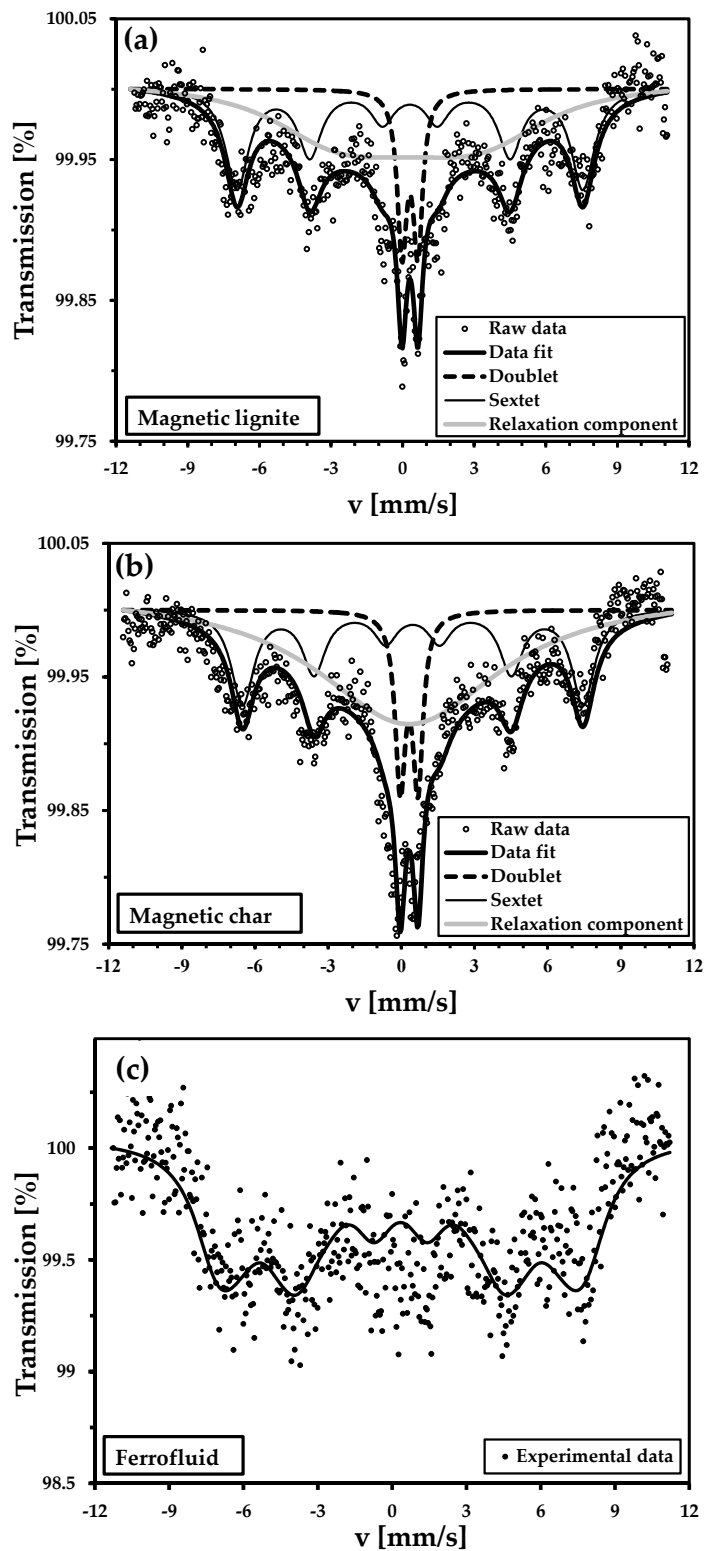 (a)
100.05
99.95
99.85
99.75
Transmission [%]
Raw data
Data fit
Doublet
Sextet
Relaxation component
Magnetic lignite
-12 -9 -6 -3 0 3 6 9 12
v [mm/s]
(b)
100.05
99.95
99.85
99.75
Transmission [%]
Raw data
Data fit
Doublet
Sextet
Relaxation component
Magnetic char
-12 -9 -6 -3 0 3 6 9 12
v [mm/s]
(c)
100
99.5
99
98.5
Transmission [%]
Ferrofluid
Experimental data
-12 -9 -6 -3 0 3 6 9 12
v [mm/s]